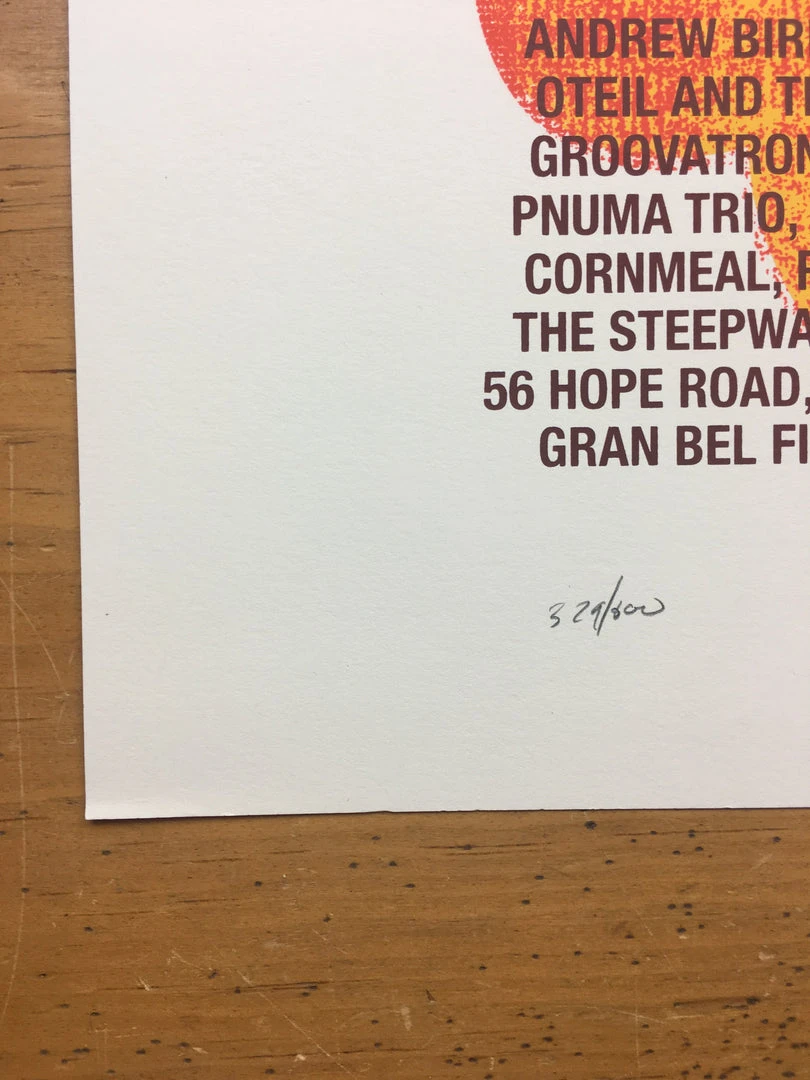 ANDREW BIR
OTEIL AND T
GROOVATRON
PNUMA TRIO,
CORNMEAL,
THE STEEPWA
56 HOPE ROAD,
GRAN BEL FI
329/800